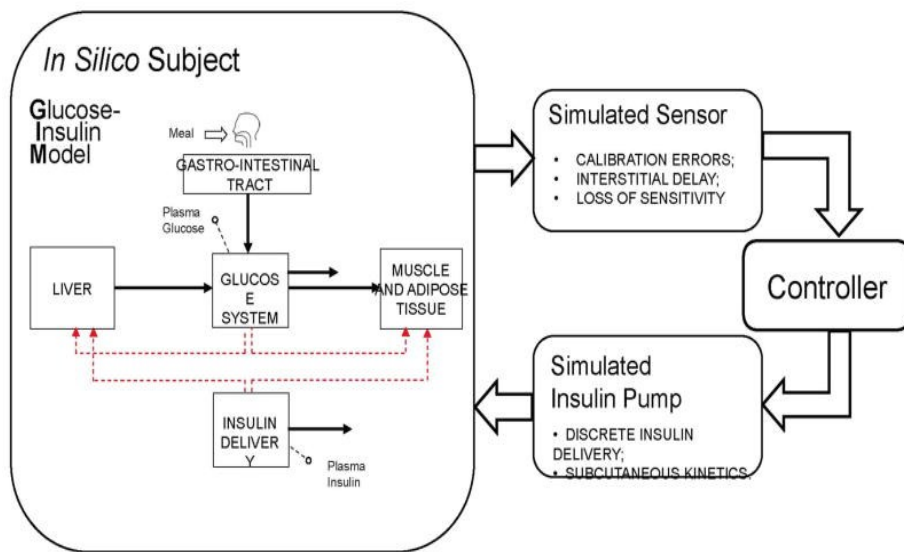 In Silico Subject
Glucose-
Insulin
Model
Meal
GASTRO-INTESTINAL
TRACT
Plasma
Glucose
LIVER
GLUCOS
E
SYSTEM
MUSCLE
AND ADIPOSE
TISSUE
INSULIN
DELIVER
Y
Plasma
Insulin
Simulated Sensor
• CALIBRATION ERRORS;
• INTERSTITIAL DELAY;
• LOSS OF SENSITIVITY
Controller
Simulated
Insulin Pump
• DISCRETE INSULIN
DELIVERY;
• SUBCUTANEOUS KINETICS.